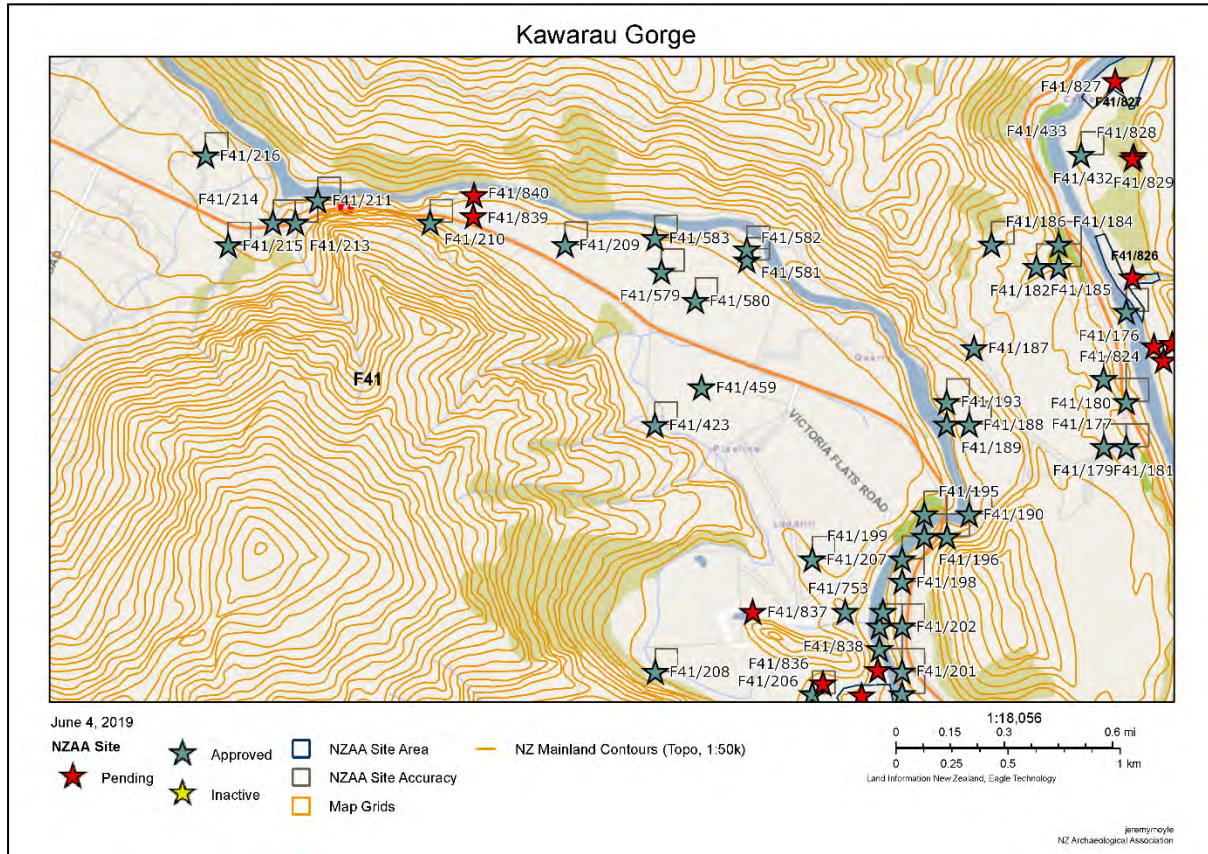 Kawarau Gorge
F41/827
F41/827
F41/433
F41/828
F41/216
F41/432
F41/829
F41/214
F41/211
F41/840
F41/839
F41/186
F41/184
F41/215
F41/213
F41/210
F41/209
F41/583
F41/582
F41/581
F41/826
F41/182
F41/185
F41/579
F41/580
F41/176
F41/187
F41/824
Quarry
F41
F41/459
F41/193
F41/180
F41/423
F41/188
F41/177
VICTORIA FLATS ROAD
F41/189
Pipeline
F41/179
F41/181
F41/195
F41/190
Landfill
F41/199
F41/207
F41/196
F41/753
F41/198
F41/837
F41/202
F41/838
F41/836
F41/208
F41/206
F41/201
June 4, 2019
NZAA Site
Pending
Approved
Inactive
NZAA Site Area
NZAA Site Accuracy
Map Grids
NZ Mainland Contours (Topo, 1:50k)
1:18,056
0 0.15 0.3 0.6 mi
0 0.25 0.5 1 km
Land Information New Zealand, Eagle Technology
jeremymoyle
NZ Archaeological Association